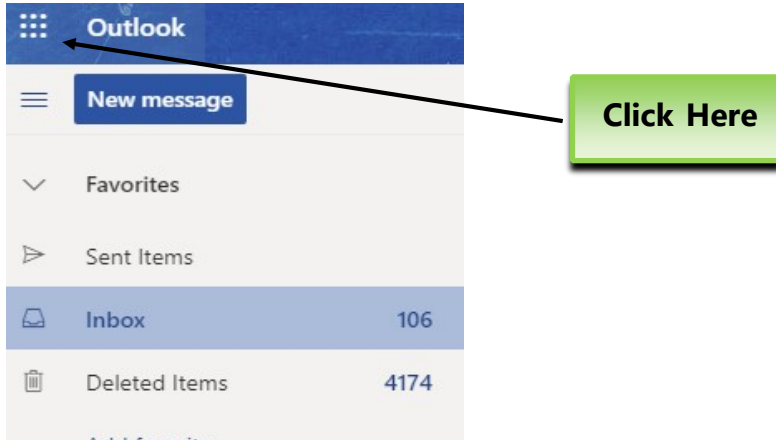 Outlook
New message
Click Here
Favorites
Sent Items
Inbox 106
Deleted Items 4174